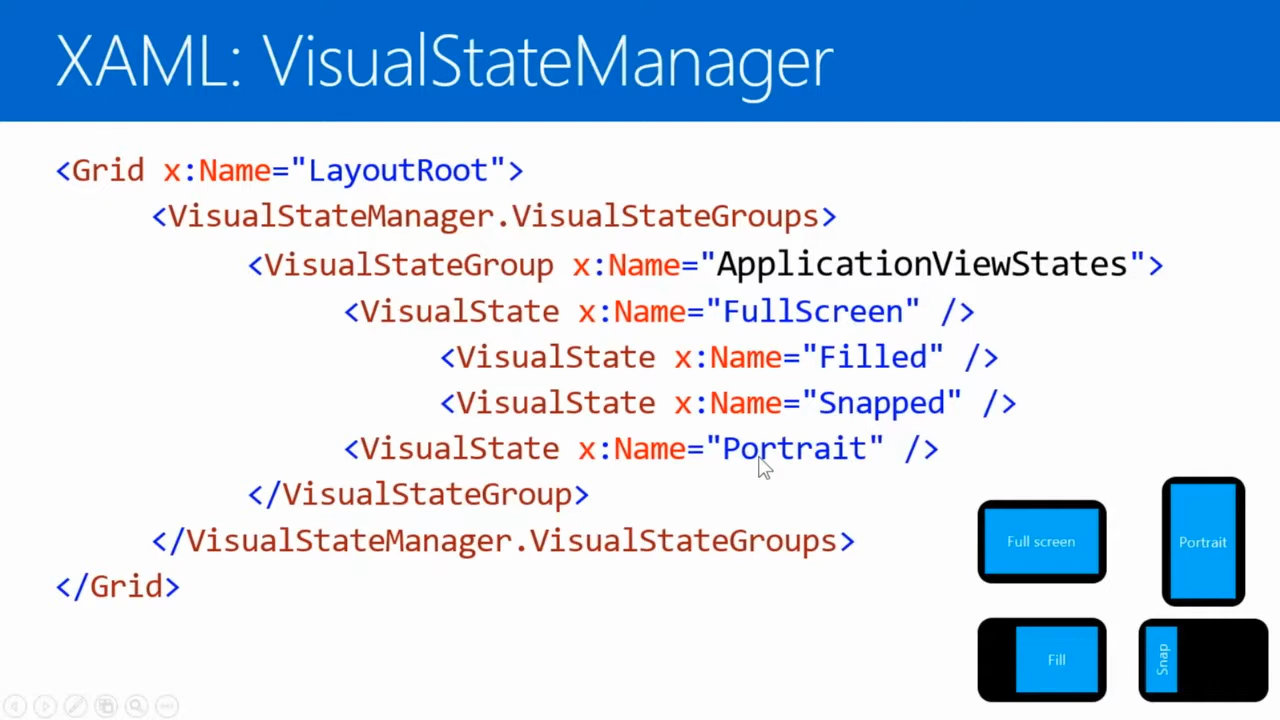 XAML: VisualStateManager
<Grid x:Name="LayoutRoot">
<VisualStateManager.VisualStateGroups>
<VisualStateGroup x:Name="ApplicationViewStates">
<VisualState x:Name="FullScreen" />
<VisualState x:Name="Filled" />
<VisualState x:Name="Snapped" />
<VisualState x:Name="Portrait" />
</VisualStateGroup>
</VisualStateManager.VisualStateGroups>
</Grid>
Full screen
Portrait
Fill
Snap